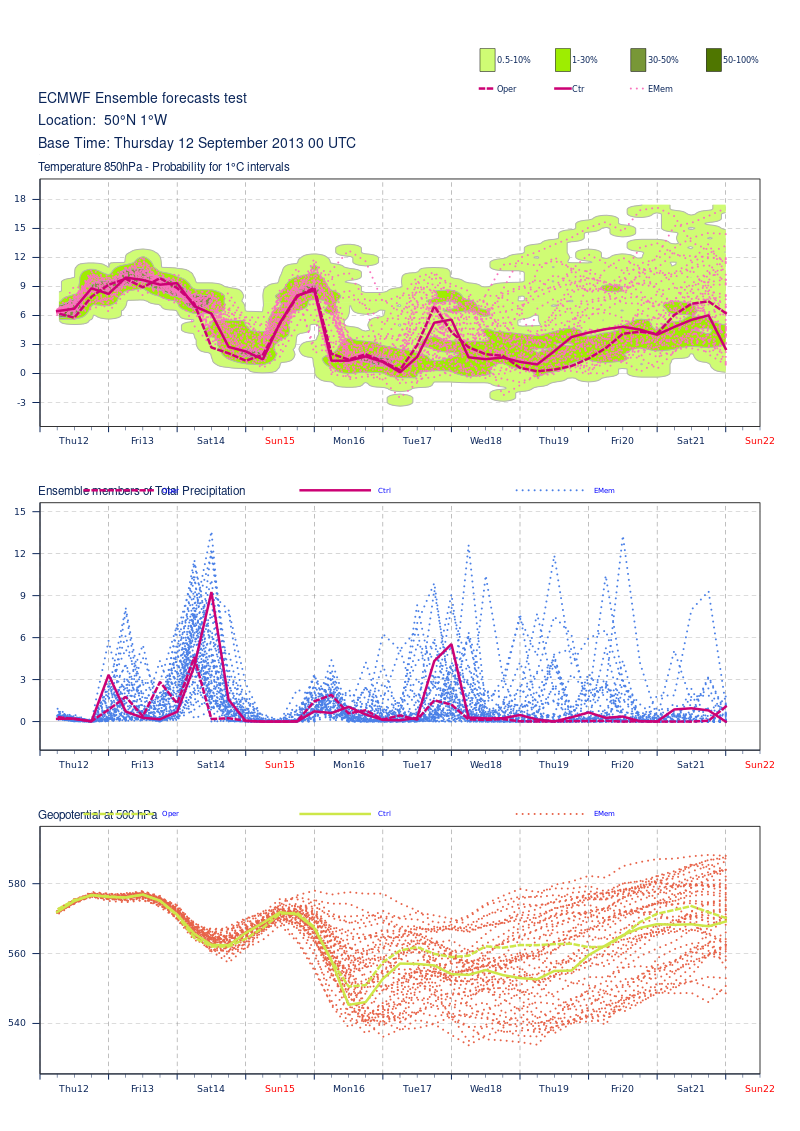 0.5-10% 1-30% 30-50% 50-100%
Oper Ctr EMem
ECMWF Ensemble forecasts test
Location: 50°N 1°W
Base Time: Thursday 12 September 2013 00 UTC
Temperature 850hPa - Probability for 1°C intervals
18
15
12
9
6
3
0
-3
Thu12 Fri13 Sat14 Sun15 Mon16 Tue17 Wed18 Thu19 Fri20 Sat21 Sun22
Ensemble members of Total Precipitation Oper Ctrl EMem
15
12
9
6
3
0
Thu12 Fri13 Sat14 Sun15 Mon16 Tue17 Wed18 Thu19 Fri20 Sat21 Sun22
Geopotential at 500 hPa Oper Ctrl EMem
580
560
540
Thu12 Fri13 Sat14 Sun15 Mon16 Tue17 Wed18 Thu19 Fri20 Sat21 Sun22